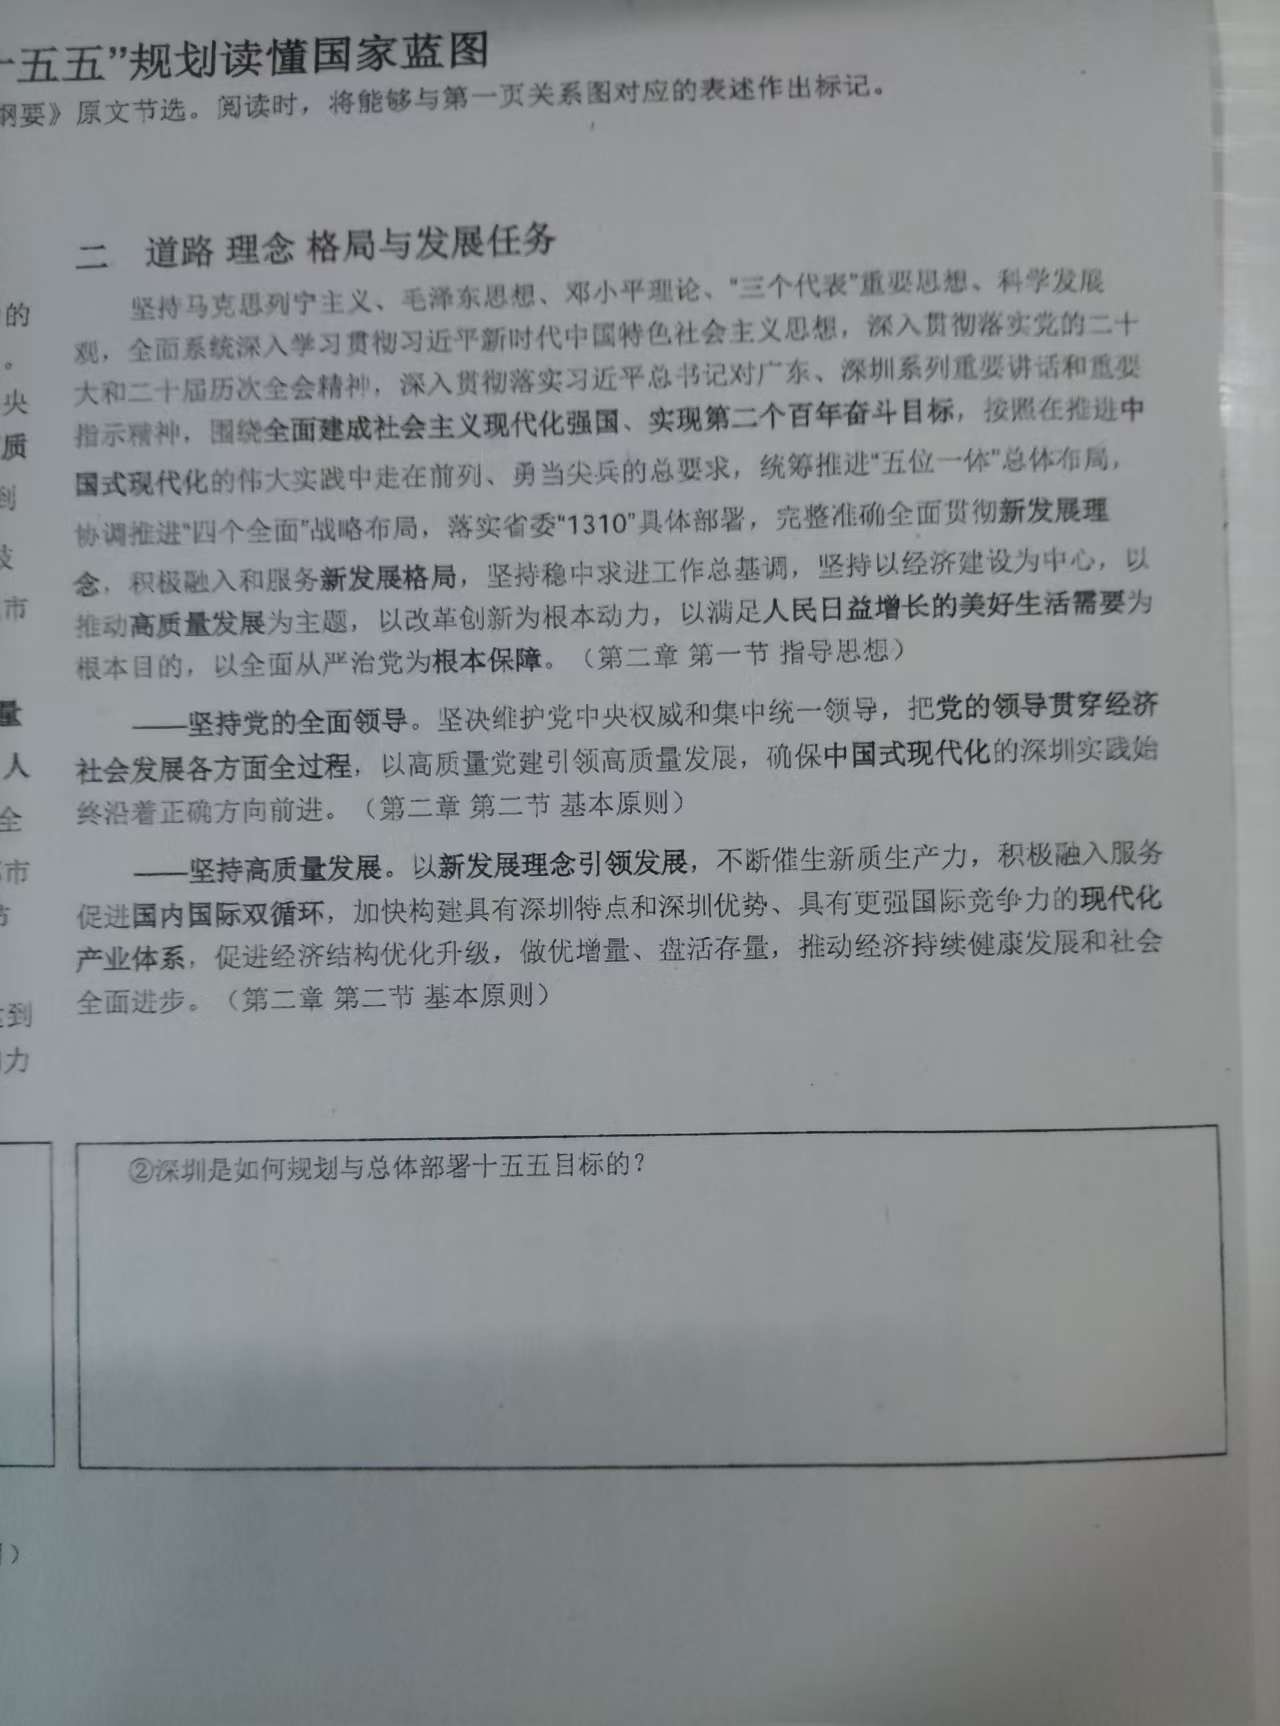 十五五”规划读懂国家蓝图
纲要》原文节选。阅读时，将能够与第一页关系图对应的表述作出标记。
的
。
央
质
到
技
市
量
人
全
市
节
到
力
二 道路 理念 格局与发展任务
坚持马克思列宁主义、毛泽东思想、邓小平理论、“三个代表”重要思想、科学发展
观，全面系统深入学习贯彻习近平新时代中国特色社会主义思想，深入贯彻落实党的二十
大和二十届历次全会精神，深入贯彻落实习近平总书记对广东、深圳系列重要讲话和重要
指示精神，围绕全面建成社会主义现代化强国、实现第二个百年奋斗目标，按照在推进中
国式现代化的伟大实践中走在前列、勇当尖兵的总要求，统筹推进“五位一体”总体布局，
协调推进“四个全面”战略布局，落实省委“1310”具体部署，完整准确全面贯彻新发展理
念，积极融入和服务新发展格局，坚持稳中求进工作总基调，坚持以经济建设为中心，以
推动高质量发展为主题，以改革创新为根本动力，以满足人民日益增长的美好生活需要为
根本目的，以全面从严治党为根本保障。（第二章 第一节 指导思想）
——坚持党的全面领导。坚决维护党中央权威和集中统一领导，把党的领导贯穿经济
社会发展各方面全过程，以高质量党建引领高质量发展，确保中国式现代化的深圳实践始
终沿着正确方向前进。（第二章 第二节 基本原则）
——坚持高质量发展。以新发展理念引领发展，不断催生新质生产力，积极融入服务
促进国内国际双循环，加快构建具有深圳特点和深圳优势、具有更强国际竞争力的现代化
产业体系，促进经济结构优化升级，做优增量、盘活存量，推动经济持续健康发展和社会
全面进步。（第二章 第二节 基本原则）
②深圳是如何规划与总体部署十五五目标的？
）